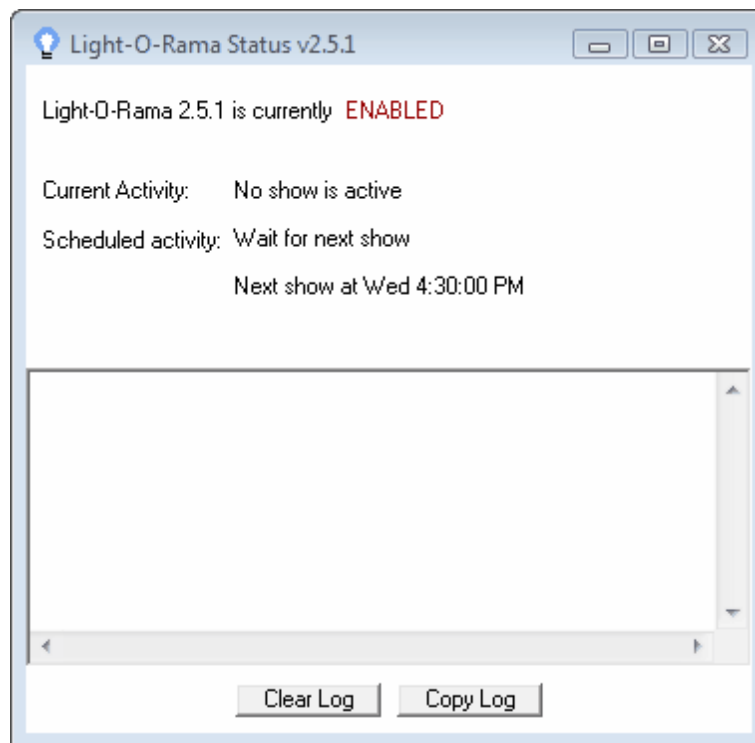 Light-O-Rama Status v2.5.1
Light-O-Rama 2.5.1 is currently ENABLED
Current Activity: No show is active
Scheduled activity: Wait for next show
Next show at Wed 4:30:00 PM
Clear Log Copy Log